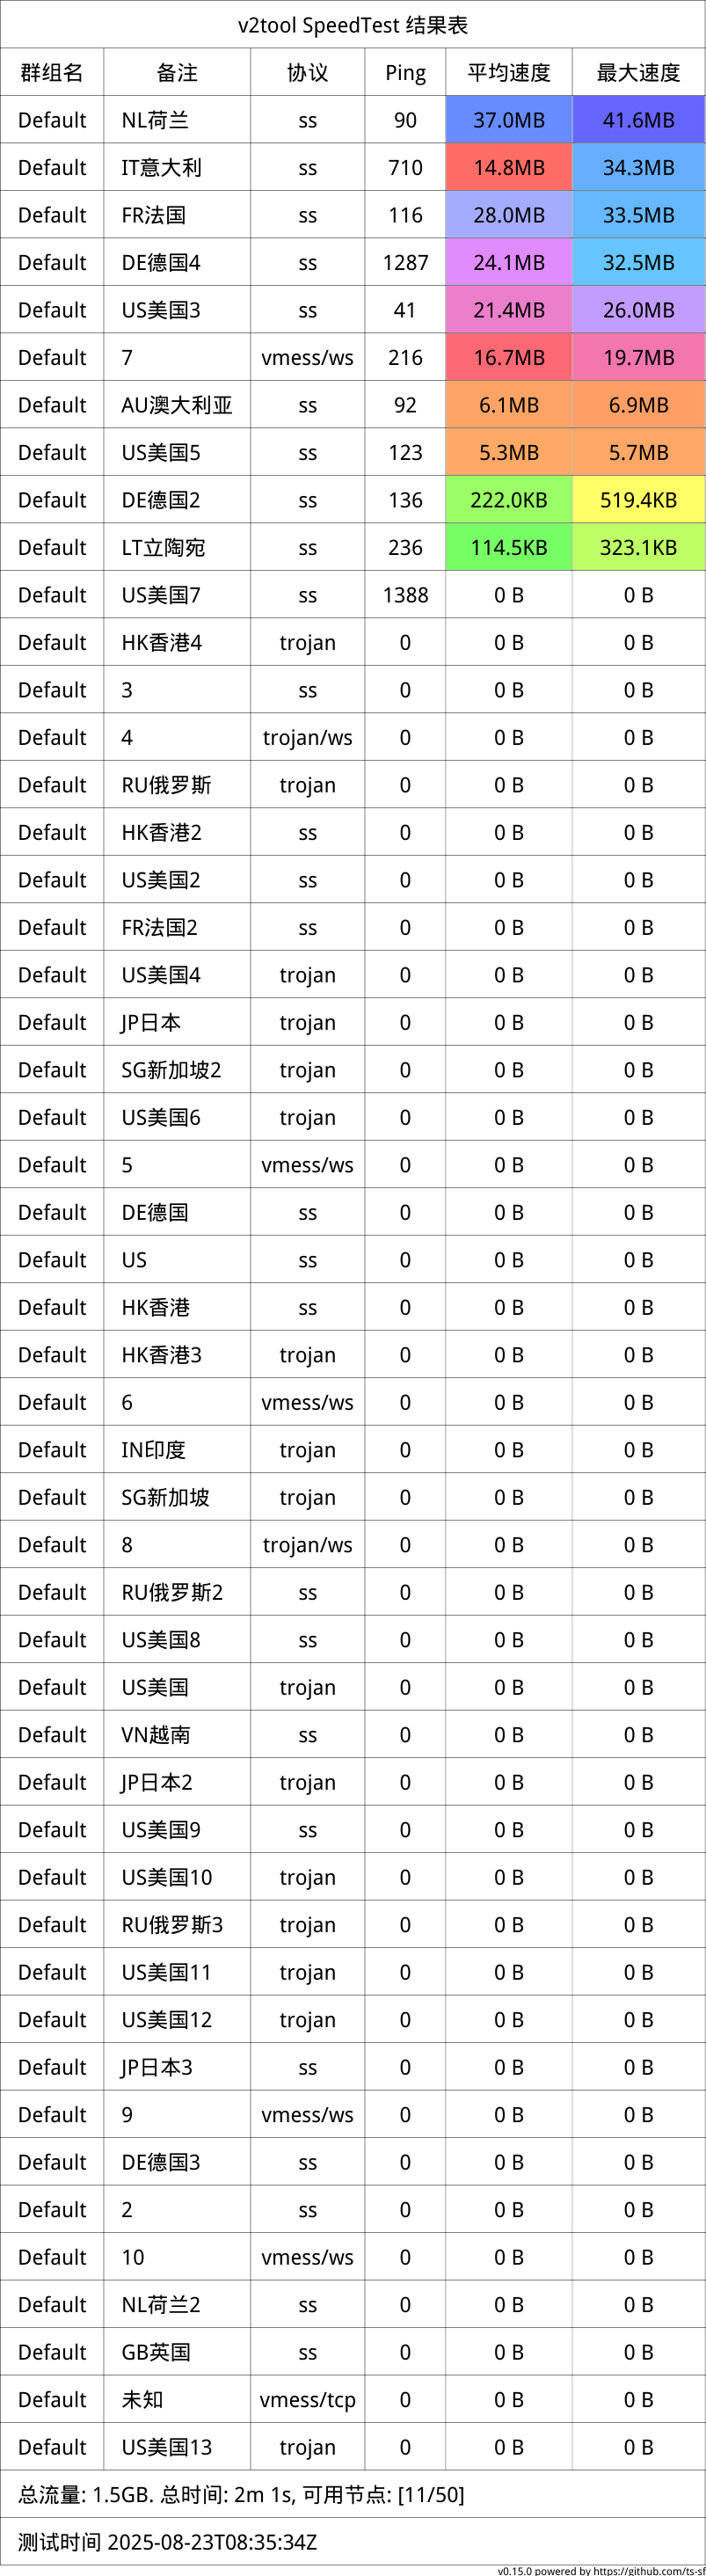 v2tool SpeedTest 结果表
群组名 备注 协议 Ping 平均速度 最大速度
Default NL荷兰 ss 90 37.0MB 41.6MB
Default IT意大利 ss 710 14.8MB 34.3MB
Default FR法国 ss 116 28.0MB 33.5MB
Default DE德国4 ss 1287 24.1MB 32.5MB
Default US美国3 ss 41 21.4MB 26.0MB
Default 7 vmess/ws 216 16.7MB 19.7MB
Default AU澳大利亚 ss 92 6.1MB 6.9MB
Default US美国5 ss 123 5.3MB 5.7MB
Default DE德国2 ss 136 222.0KB 519.4KB
Default LT立陶宛 ss 236 114.5KB 323.1KB
Default US美国7 ss 1388 0 B 0 B
Default HK香港4 trojan 0 0 B 0 B
Default 3 ss 0 0 B 0 B
Default 4 trojan/ws 0 0 B 0 B
Default RU俄罗斯 trojan 0 0 B 0 B
Default HK香港2 ss 0 0 B 0 B
Default US美国2 ss 0 0 B 0 B
Default FR法国2 ss 0 0 B 0 B
Default US美国4 trojan 0 0 B 0 B
Default JP日本 trojan 0 0 B 0 B
Default SG新加坡2 trojan 0 0 B 0 B
Default US美国6 trojan 0 0 B 0 B
Default 5 vmess/ws 0 0 B 0 B
Default DE德国 ss 0 0 B 0 B
Default US ss 0 0 B 0 B
Default HK香港 ss 0 0 B 0 B
Default HK香港3 trojan 0 0 B 0 B
Default 6 vmess/ws 0 0 B 0 B
Default IN印度 trojan 0 0 B 0 B
Default SG新加坡 trojan 0 0 B 0 B
Default 8 trojan/ws 0 0 B 0 B
Default RU俄罗斯2 ss 0 0 B 0 B
Default US美国8 ss 0 0 B 0 B
Default US美国 trojan 0 0 B 0 B
Default VN越南 ss 0 0 B 0 B
Default JP日本2 trojan 0 0 B 0 B
Default US美国9 ss 0 0 B 0 B
Default US美国10 trojan 0 0 B 0 B
Default RU俄罗斯3 trojan 0 0 B 0 B
Default US美国11 trojan 0 0 B 0 B
Default US美国12 trojan 0 0 B 0 B
Default JP日本3 ss 0 0 B 0 B
Default 9 vmess/ws 0 0 B 0 B
Default DE德国3 ss 0 0 B 0 B
Default 2 ss 0 0 B 0 B
Default 10 vmess/ws 0 0 B 0 B
Default NL荷兰2 ss 0 0 B 0 B
Default GB英国 ss 0 0 B 0 B
Default 未知 vmess/tcp 0 0 B 0 B
Default US美国13 trojan 0 0 B 0 B
总流量: 1.5GB. 总时间: 2m 1s, 可用节点: [11/50]
测试时间 2025-08-23T08:35:34Z
v0.15.0 powered by https://github.com/ts-sf